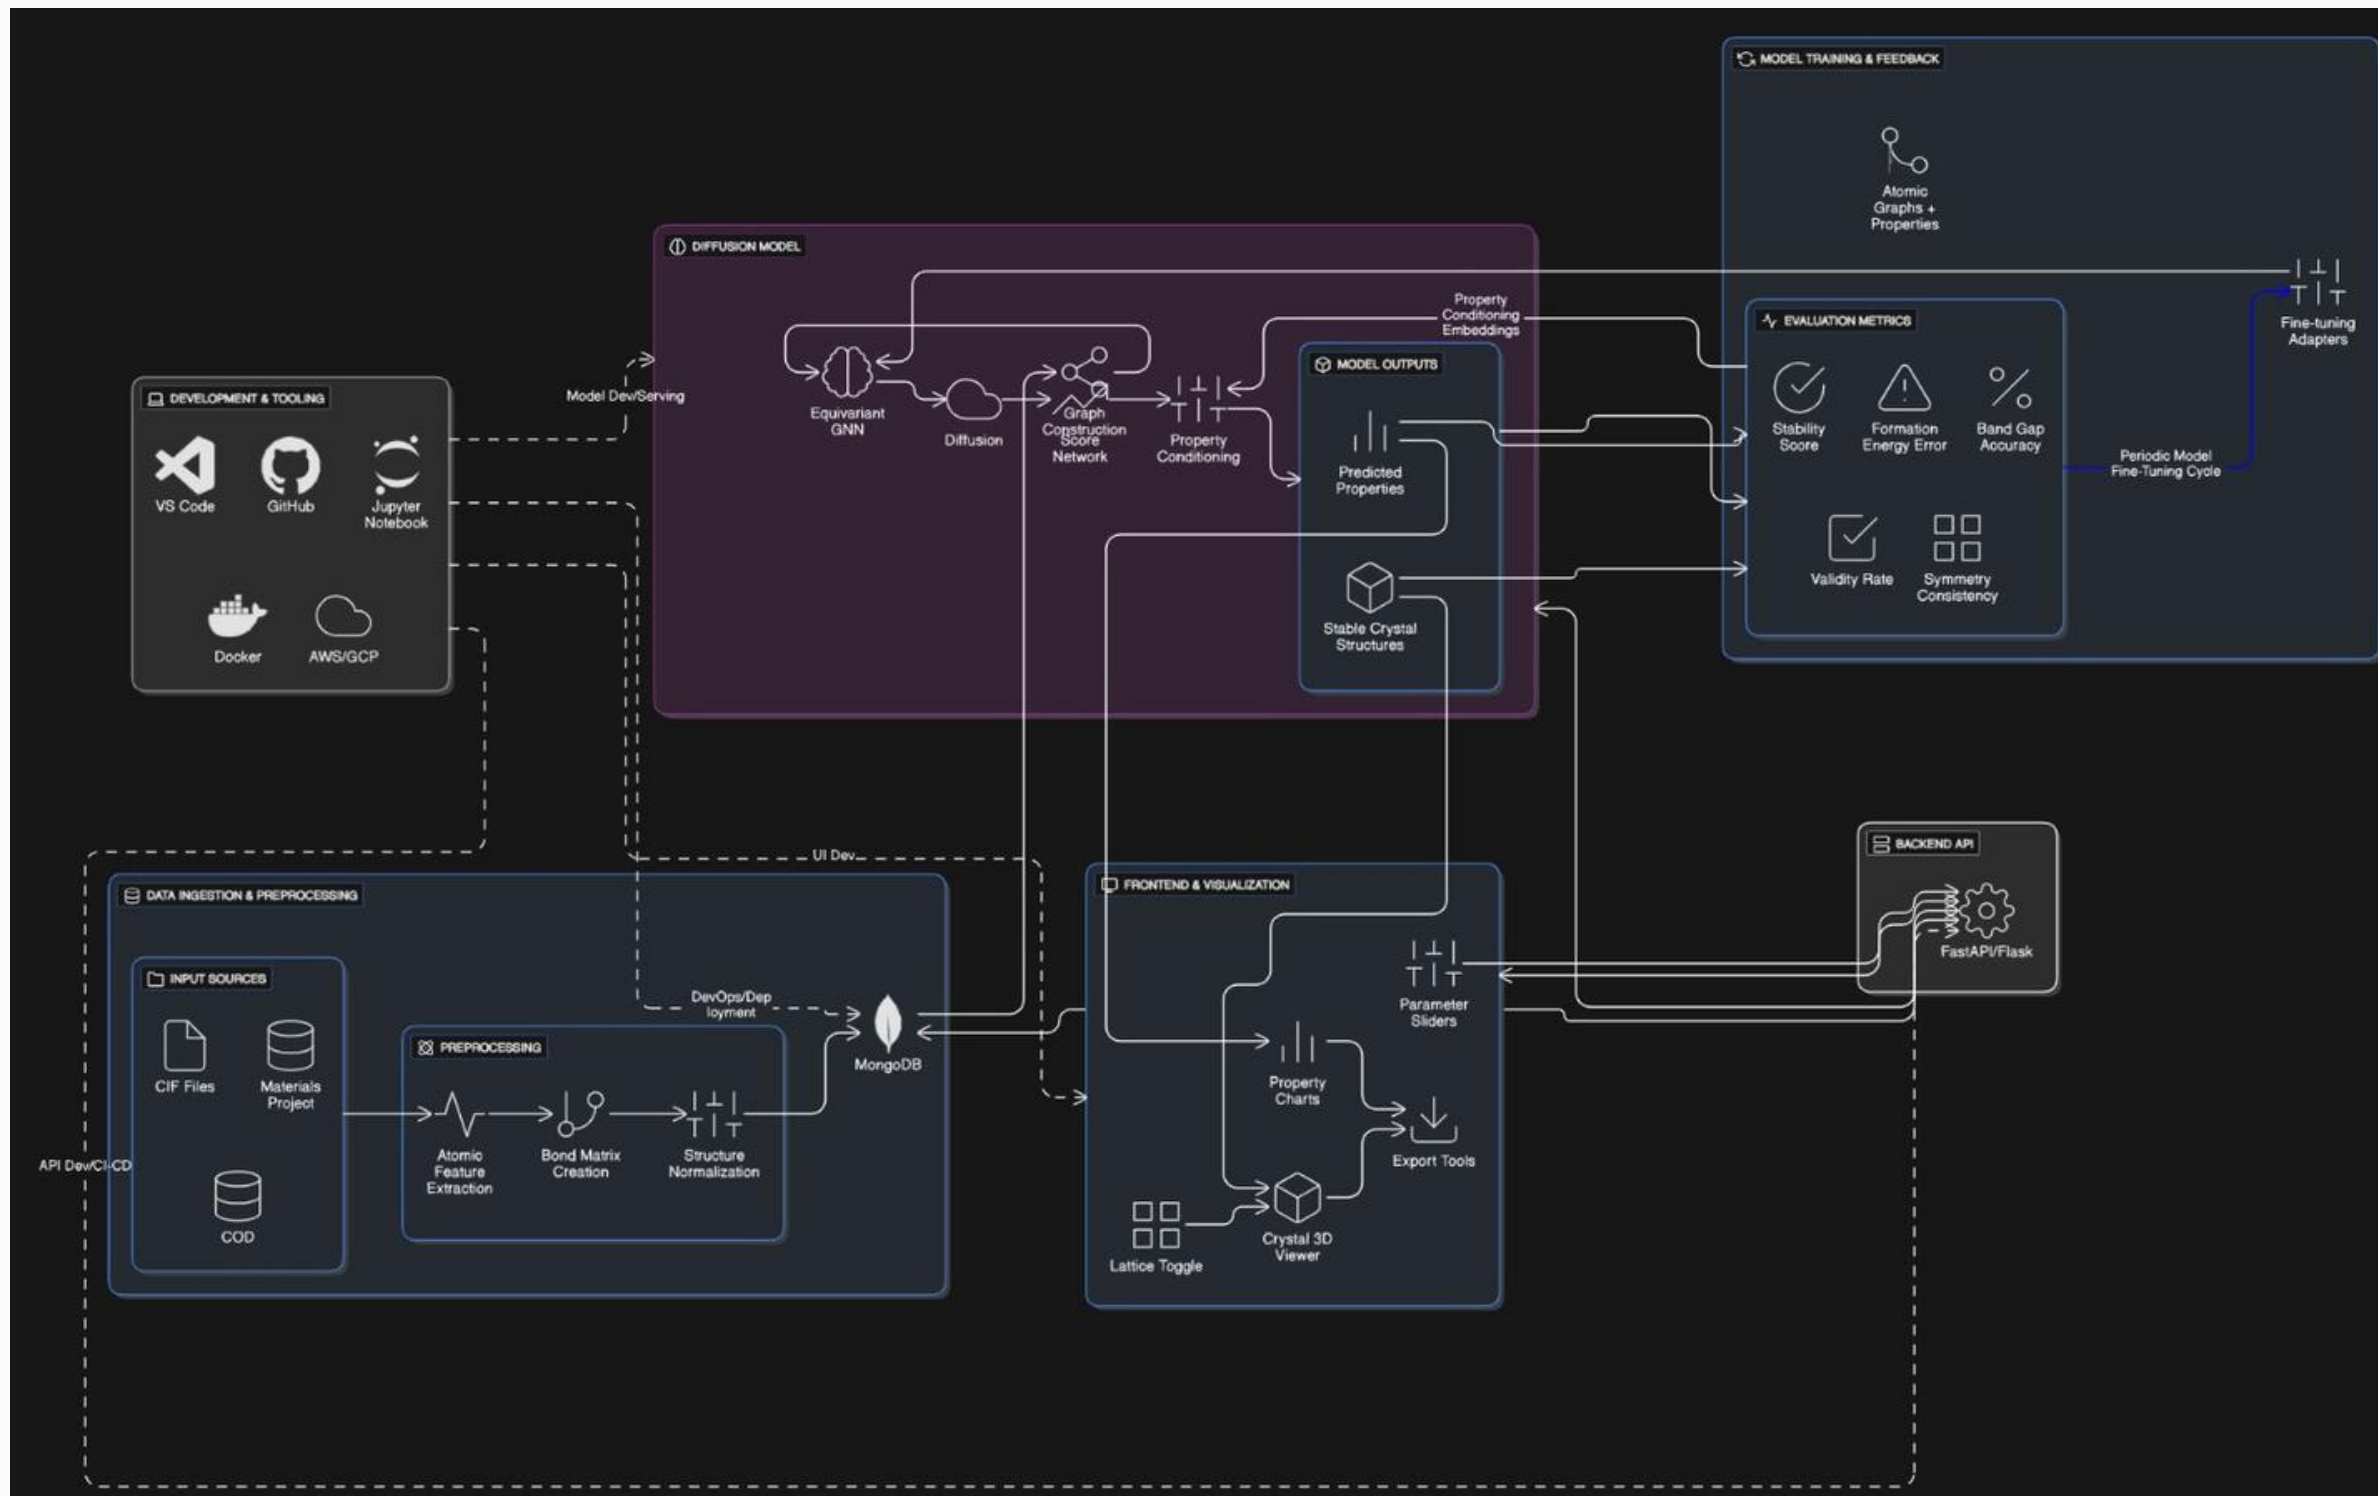 MODEL TRAINING & FEEDBACK
Atomic
Graphs +
Properties
DIFFUSION MODEL
Property
Conditioning
Embeddings
EVALUATION METRICS
Fine-tuning
Adapters
MODEL OUTPUTS
DEVELOPMENT & TOOLING
Model Dev/Serving
Equivariant
GNN
Diffusion
Graph
Construction
Score
Network
Property
Conditioning
Stability
Score
Formation
Energy Error
Band Gap
Accuracy
Periodic Model
Fine-Tuning Cycle
Predicted
Properties
VS Code
GitHub
Jupyter
Notebook
Validity Rate
Symmetry
Consistency
Stable Crystal
Structures
Docker
AWS/GCP
BACKEND API
FastAPI/Flask
UI Dev
DATA INGESTION & PREPROCESSING
FRONTEND & VISUALIZATION
INPUT SOURCES
DevOps/Dep
loyment
Parameter
Sliders
PREPROCESSING
MongoDB
CIF Files
Materials
Project
Property
Charts
API Dev/CI-CD
Atomic
Feature
Extraction
Bond Matrix
Creation
Structure
Normalization
Export Tools
COD
Lattice Toggle
Crystal 3D
Viewer